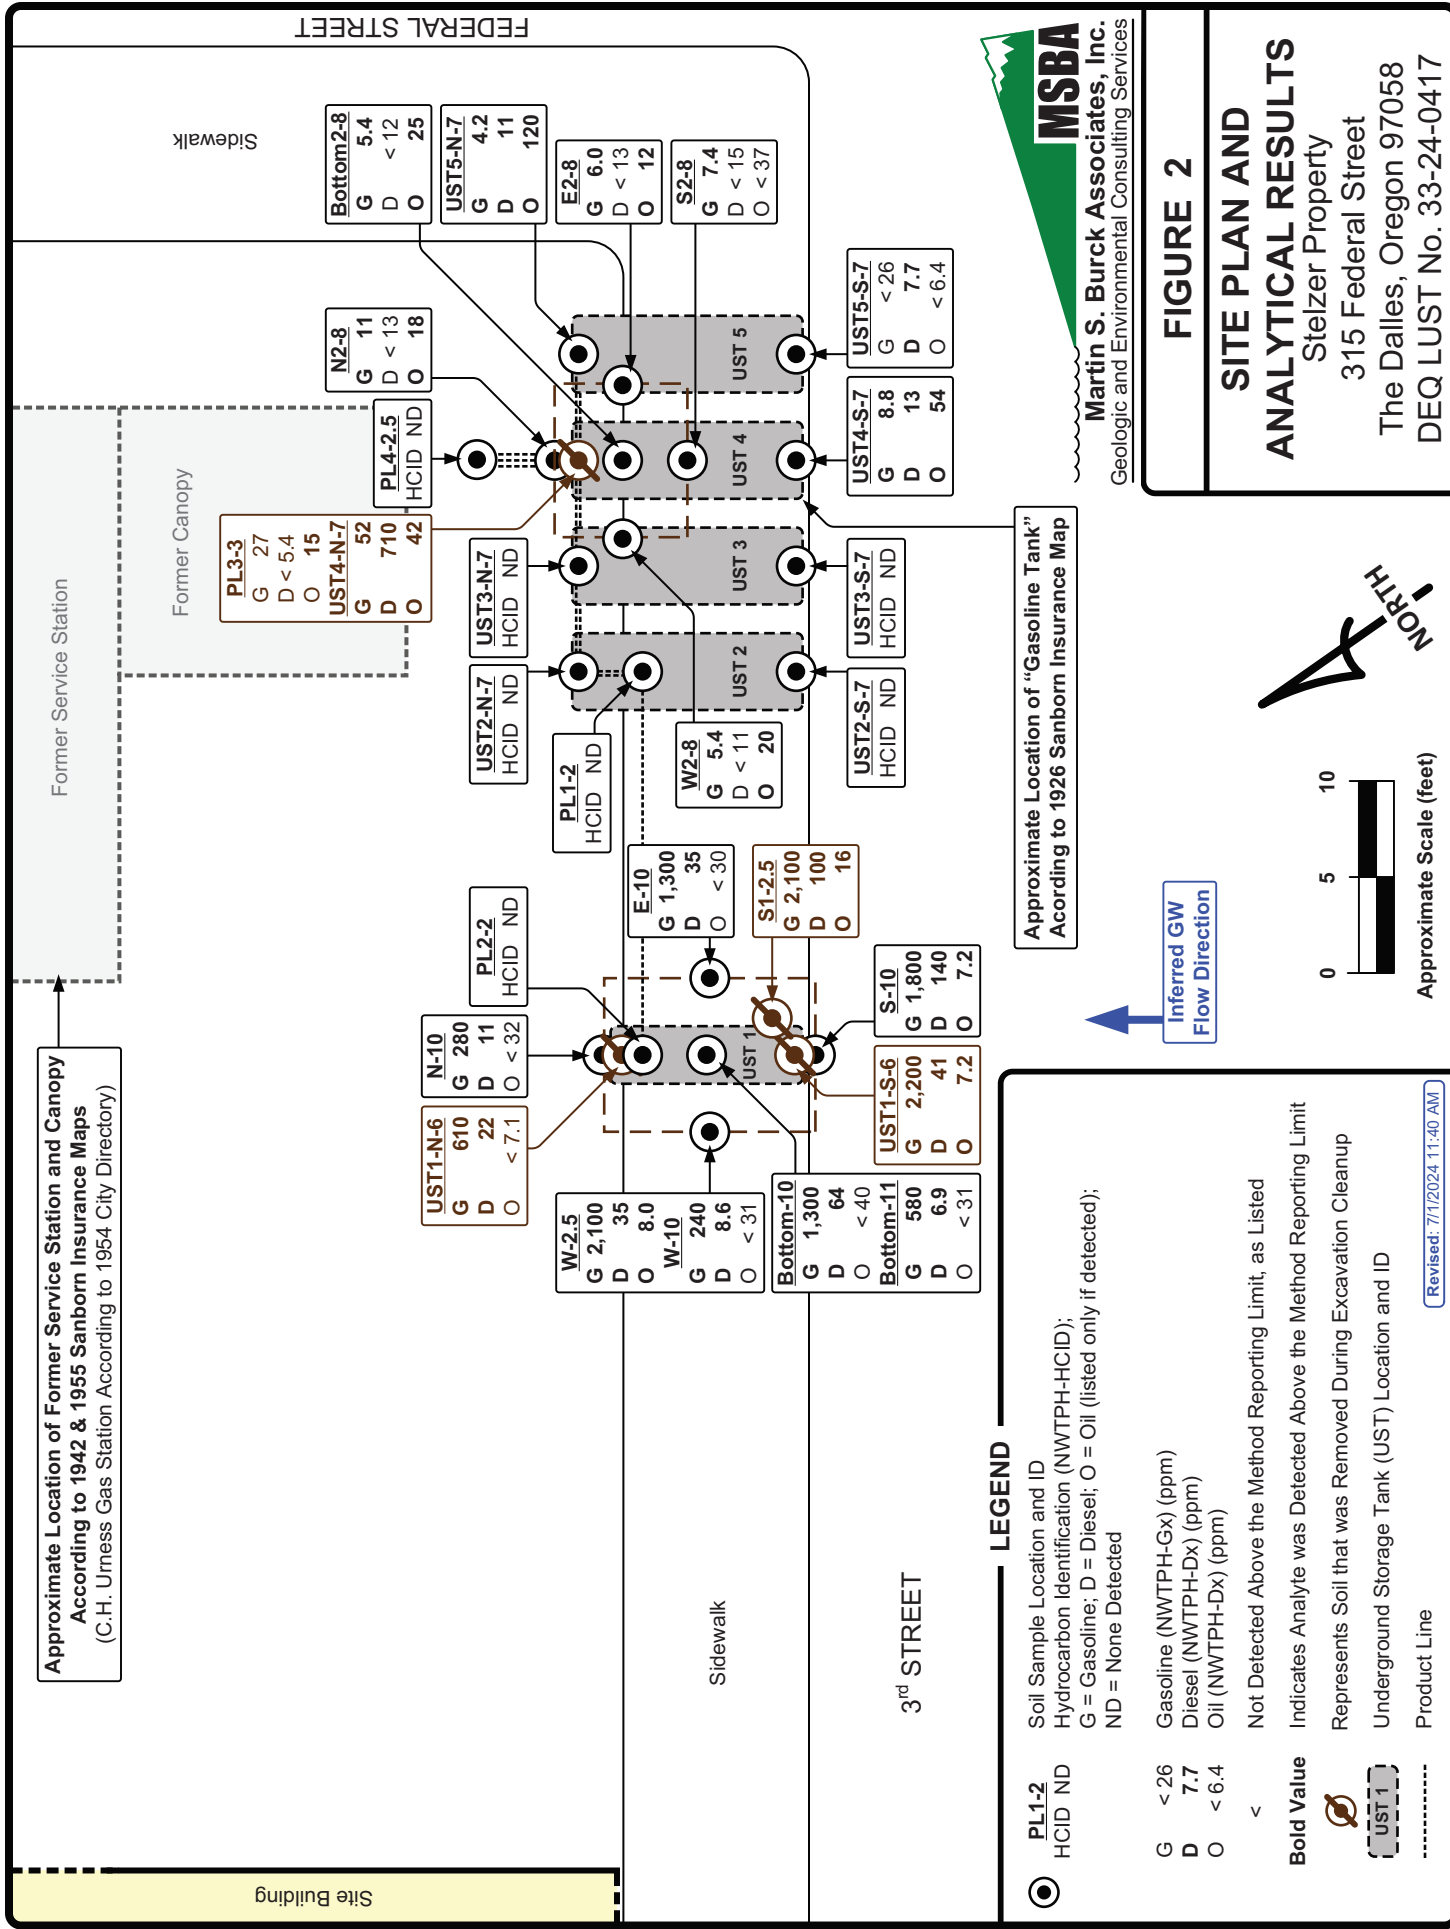 Approximate Location of Former Service Station and Canopy
According to 1942 & 1955 Sanborn Insurance Maps
(C.H. Urness Gas Station According to 1954 City Directory)
Former Service Station
Former Canopy
FEDERAL STREET
Sidewalk
Site Building
Sidewalk
3rd STREET
UST1-N-6
G 610
D 22
O < 7.1
N-10
G 280
D 11
O < 32
PL2-2
HCID ND
W-2.5
G 2,100
D 35
O 8.0
W-10
G 240
D 8.6
O < 31
Bottom-10
G 1,300
D 64
O < 40
Bottom-11
G 580
D 6.9
O < 31
UST1-S-6
G 2,200
D 41
O 7.2
S-10
G 1,800
D 140
O 7.2
E-10
G 1,300
D 35
O < 30
S1-2.5
G 2,100
D 100
O 16
PL1-2
HCID ND
UST2-N-7
HCID ND
UST3-N-7
HCID ND
W2-8
G 5.4
D < 11
O 20
UST2-S-7
HCID ND
UST3-S-7
HCID ND
PL3-3
G 27
D < 5.4
O 15
UST4-N-7
G 52
D 710
O 42
PL4-2.5
HCID ND
N2-8
G 11
D < 13
O 18
Bottom2-8
G 5.4
D < 12
O 25
UST5-N-7
G 4.2
D 11
O 120
E2-8
G 6.0
D < 13
O 12
S2-8
G 7.4
D < 15
O < 37
UST4-S-7
G 8.8
D 13
O 54
UST5-S-7
G < 26
D 7.7
O < 6.4
UST 1
UST 2
UST 3
UST 4
UST 5
Approximate Location of “Gasoline Tank”
Acording to 1926 Sanborn Insurance Map
Inferred GW
Flow Direction
NORTH
0 5 10
Approximate Scale (feet)
LEGEND
PL1-2
HCID ND
Soil Sample Location and ID
Hydrocarbon Identification (NWTPH-HCID);
G = Gasoline; D = Diesel; O = Oil (listed only if detected);
ND = None Detected
G < 26 Gasoline (NWTPH-Gx) (ppm)
D 7.7 Diesel (NWTPH-Dx) (ppm)
O < 6.4 Oil (NWTPH-Dx) (ppm)
< Not Detected Above the Method Reporting Limit, as Listed
Bold Value Indicates Analyte was Detected Above the Method Reporting Limit
Represents Soil that was Removed During Excavation Cleanup
UST 1 Underground Storage Tank (UST) Location and ID
Product Line
Revised: 7/1/2024 11:40 AM
MSBA
Martin S. Burck Associates, Inc.
Geologic and Environmental Consulting Services
FIGURE 2
SITE PLAN AND
ANALYTICAL RESULTS
Stelzer Property
315 Federal Street
The Dalles, Oregon 97058
DEQ LUST No. 33-24-0417